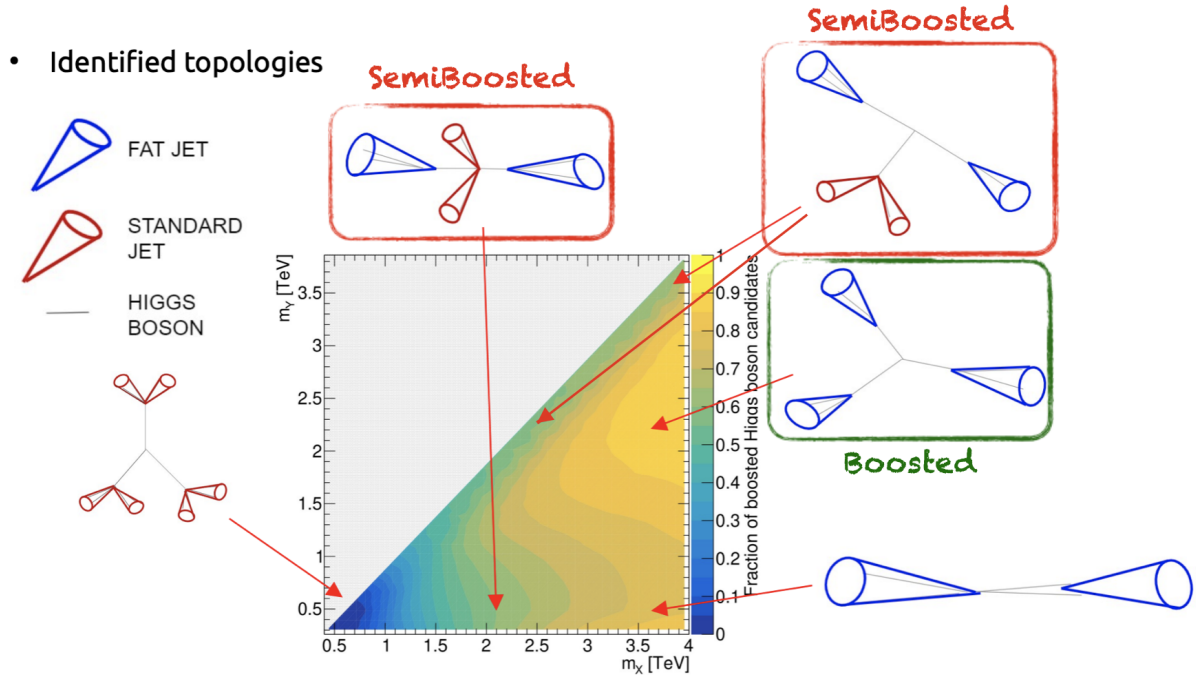 SemiBoosted
• Identified topologies
SemiBoosted
FAT JET
STANDARD
JET
HIGGS
BOSON
m_Y [TeV]
3.5
3
2.5
2
1.5
1
0.5
0.5 1 1.5 2 2.5 3 3.5 4
m_X [TeV]
1
0.9
0.8
0.7
0.6
0.5
0.4
0.3
0.2
0.1
0
Fraction of boosted Higgs boson candidates
Boosted